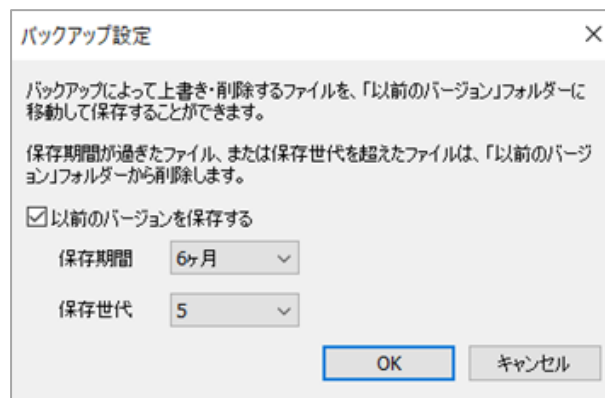 バックアップ設定
バックアップによって上書き・削除するファイルを、「以前のバージョン」フォルダーに
移動して保存することができます。
保存期間が過ぎたファイル、または保存世代を超えたファイルは、「以前のバージ
ョン」フォルダーから削除します。
以前のバージョンを保存する
保存期間 6ヶ月
保存世代 5
OK キャンセル